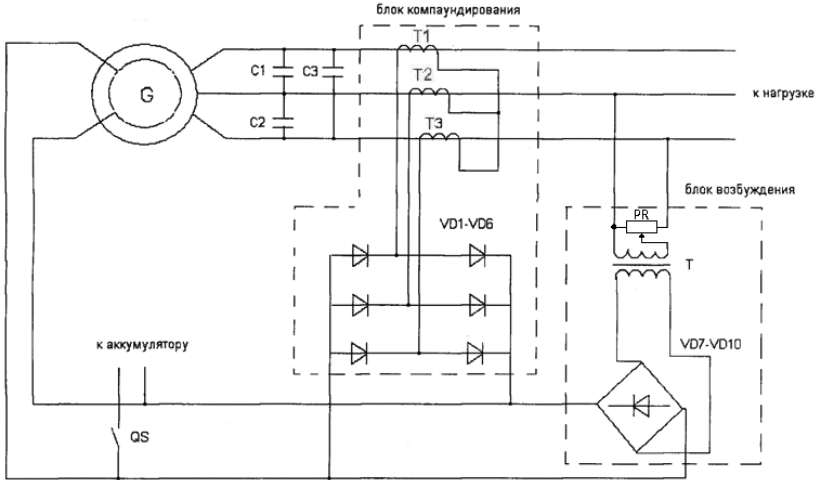 блок компаундирования
T1
C1
C3
T2
G
к нагрузке
C2
T3
блок возбуждения
PR
VD1-VD6
T
к аккумулятору
VD7-VD10
QS